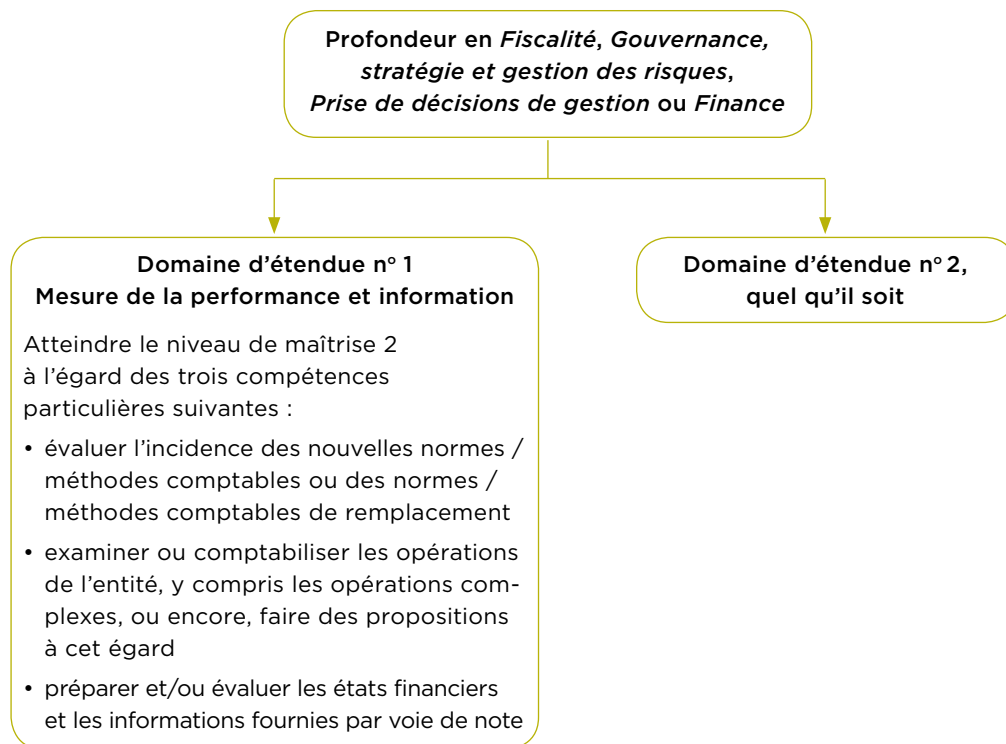 Profondeur en Fiscalité, Gouvernance,
stratégie et gestion des risques,
Prise de décisions de gestion ou Finance
Domaine d'étendue n° 1
Mesure de la performance et information
Atteindre le niveau de maîtrise 2
à l'égard des trois compétences
particulières suivantes :
• évaluer l'incidence des nouvelles normes /
méthodes comptables ou des normes /
méthodes comptables de remplacement
• examiner ou comptabiliser les opérations
de l'entité, y compris les opérations com-
plexes, ou encore, faire des propositions
à cet égard
• préparer et/ou évaluer les états financiers
et les informations fournies par voie de note
Domaine d'étendue n° 2,
quel qu'il soit